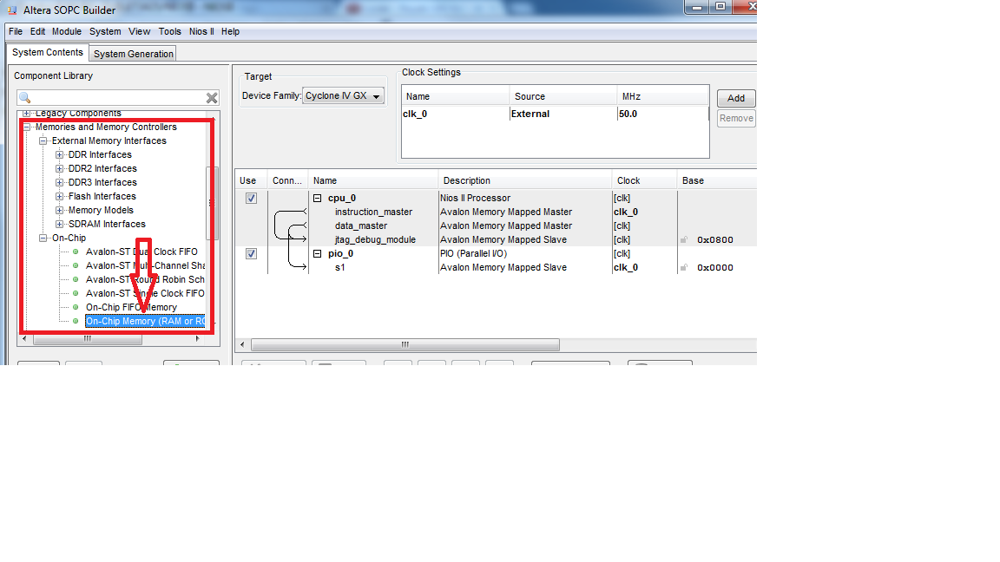 Altera SOPC Builder
File Edit Module System View Tools Nios II Help
System Contents System Generation
Component Library
Legacy Components
Memories and Memory Controllers
External Memory Interfaces
DDR Interfaces
DDR2 Interfaces
DDR3 Interfaces
Flash Interfaces
Memory Models
SDRAM Interfaces
On-Chip
Avalon-ST Dual Clock FIFO
Avalon-ST Multi-Channel Sha
Avalon-ST Round Robin Sch
Avalon-ST Single Clock FIFO
On-Chip FIFO Memory
On-Chip Memory (RAM or RO
Target
Device Family: Cyclone IV GX
Clock Settings
Name Source MHz
clk_0 External 50.0
Add
Remove
Use Conn... Name Description Clock Base
cpu_0 Nios II Processor [clk]
instruction_master Avalon Memory Mapped Master clk_0
data_master Avalon Memory Mapped Master [clk]
jtag_debug_module Avalon Memory Mapped Slave [clk] 0x0800
pio_0 PIO (Parallel I/O) [clk]
s1 Avalon Memory Mapped Slave clk_0 0x0000